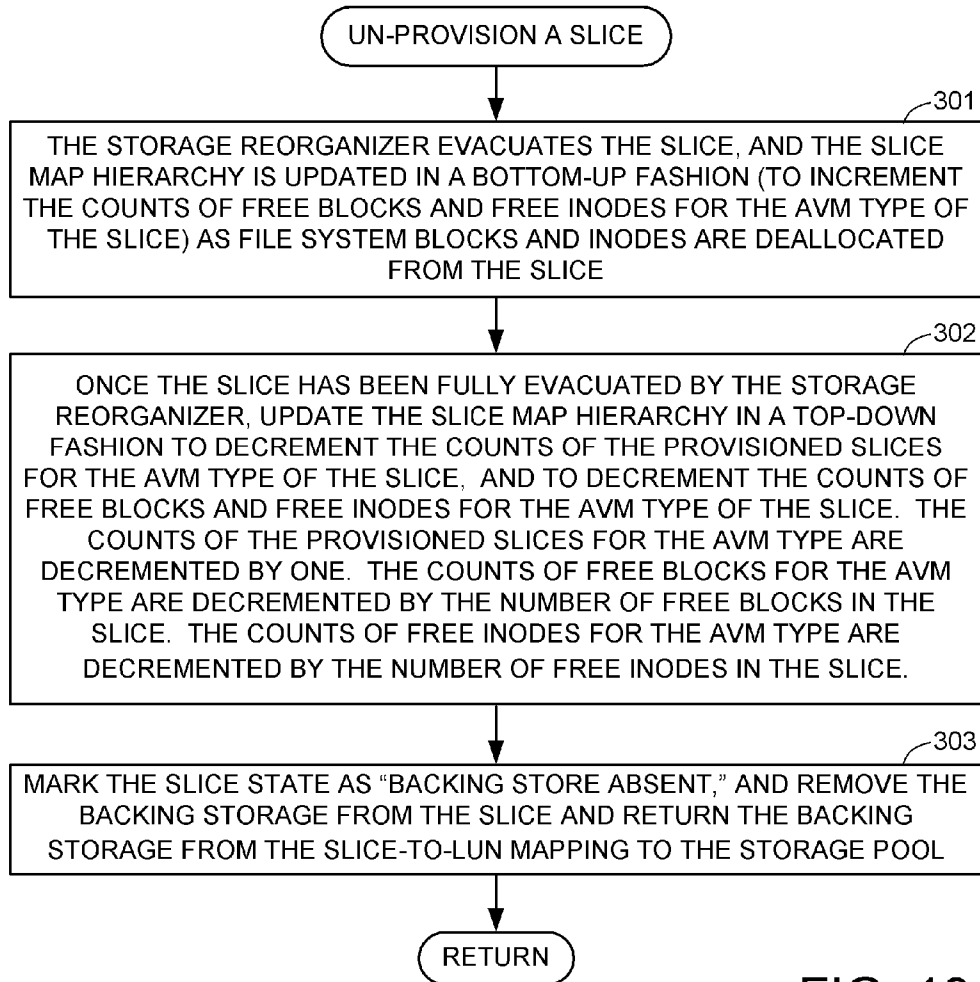 UN-PROVISION A SLICE
301
THE STORAGE REORGANIZER EVACUATES THE SLICE, AND THE SLICE
MAP HIERARCHY IS UPDATED IN A BOTTOM-UP FASHION (TO INCREMENT
THE COUNTS OF FREE BLOCKS AND FREE INODES FOR THE AVM TYPE OF
THE SLICE) AS FILE SYSTEM BLOCKS AND INODES ARE DEALLOCATED
FROM THE SLICE
302
ONCE THE SLICE HAS BEEN FULLY EVACUATED BY THE STORAGE
REORGANIZER, UPDATE THE SLICE MAP HIERARCHY IN A TOP-DOWN
FASHION TO DECREMENT THE COUNTS OF THE PROVISIONED SLICES
FOR THE AVM TYPE OF THE SLICE, AND TO DECREMENT THE COUNTS OF
FREE BLOCKS AND FREE INODES FOR THE AVM TYPE OF THE SLICE. THE
COUNTS OF THE PROVISIONED SLICES FOR THE AVM TYPE ARE
DECREMENTED BY ONE. THE COUNTS OF FREE BLOCKS FOR THE AVM
TYPE ARE DECREMENTED BY THE NUMBER OF FREE BLOCKS IN THE
SLICE. THE COUNTS OF FREE INODES FOR THE AVM TYPE ARE
DECREMENTED BY THE NUMBER OF FREE INODES IN THE SLICE.
303
MARK THE SLICE STATE AS “BACKING STORE ABSENT,” AND REMOVE THE
BACKING STORAGE FROM THE SLICE AND RETURN THE BACKING
STORAGE FROM THE SLICE-TO-LUN MAPPING TO THE STORAGE POOL
RETURN
FIG.